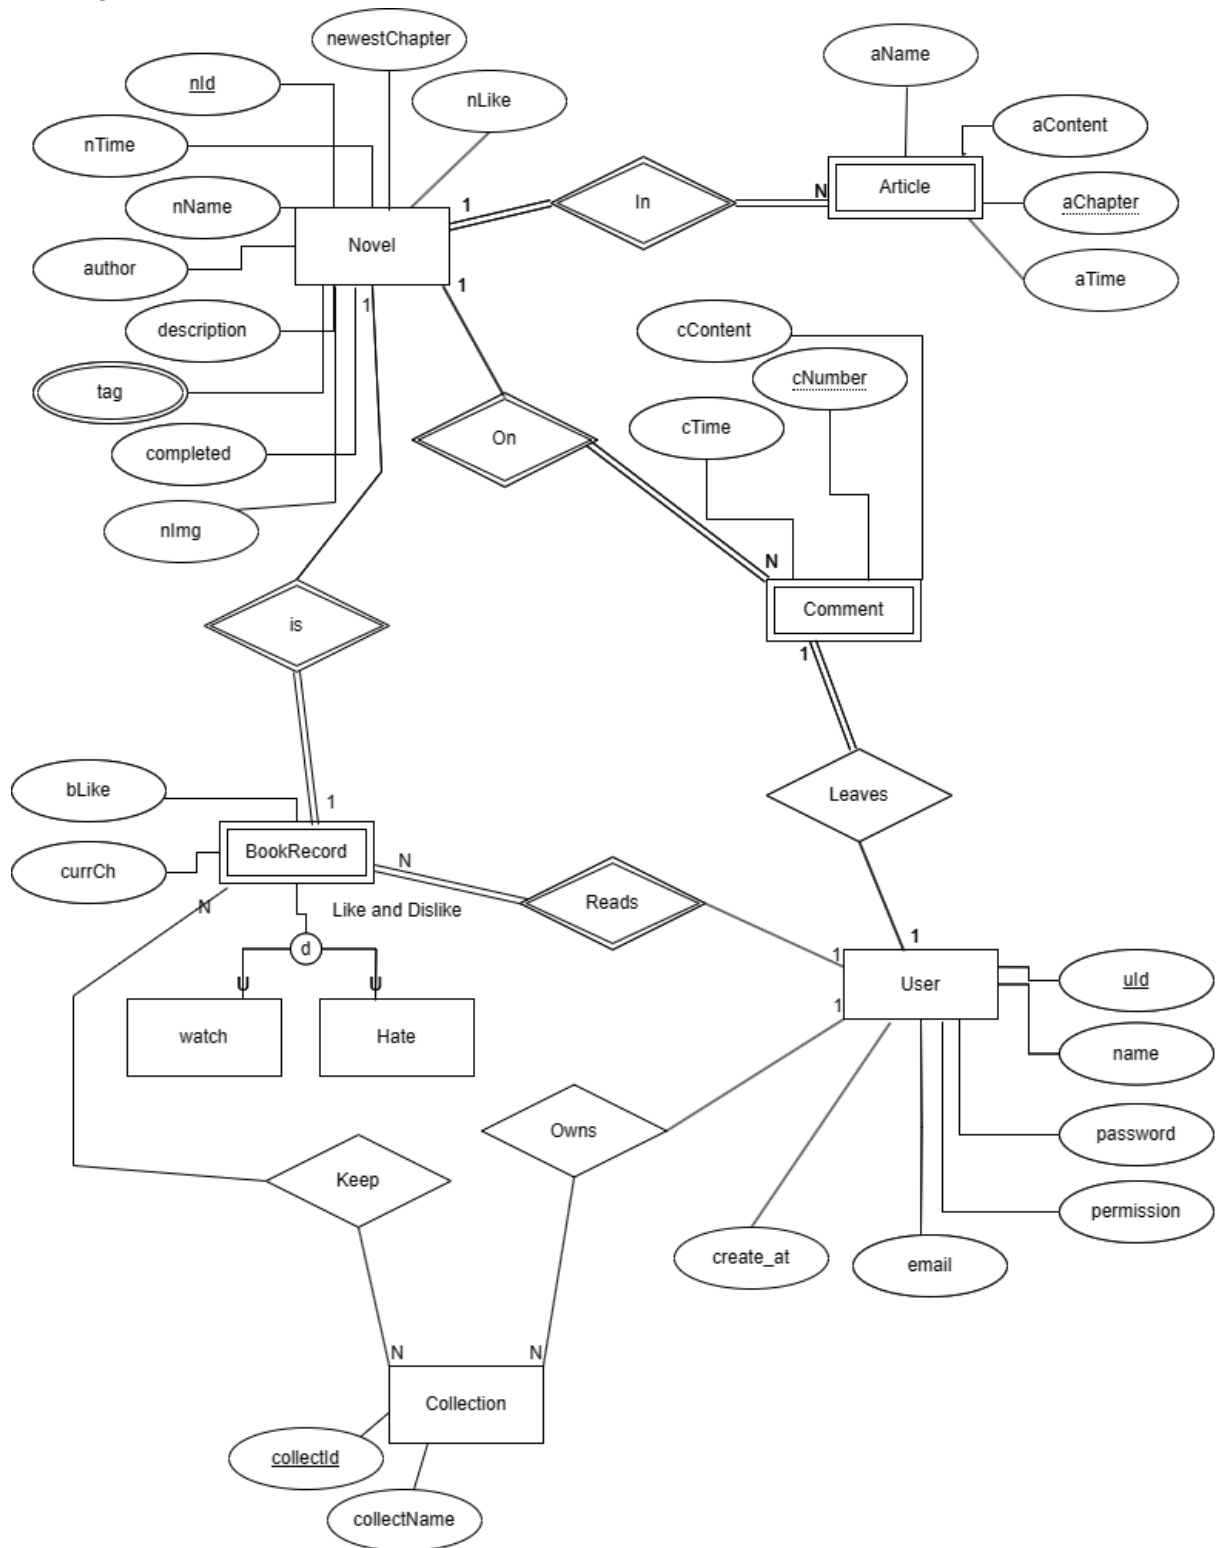 newestChapter
aName
nId
nLike
aContent
nTime
In
Article
nName
1
N
aChapter
Novel
author
aTime
1
1
description
cContent
cNumber
tag
cTime
On
completed
nImg
N
Comment
is
1
bLike
Leaves
1
BookRecord
N
currCh
Reads
N
Like and Dislike
1
d
1
User
uId
U
U
1
watch
Hate
name
Owns
password
Keep
permission
create_at
email
N
N
Collection
collectId
collectName